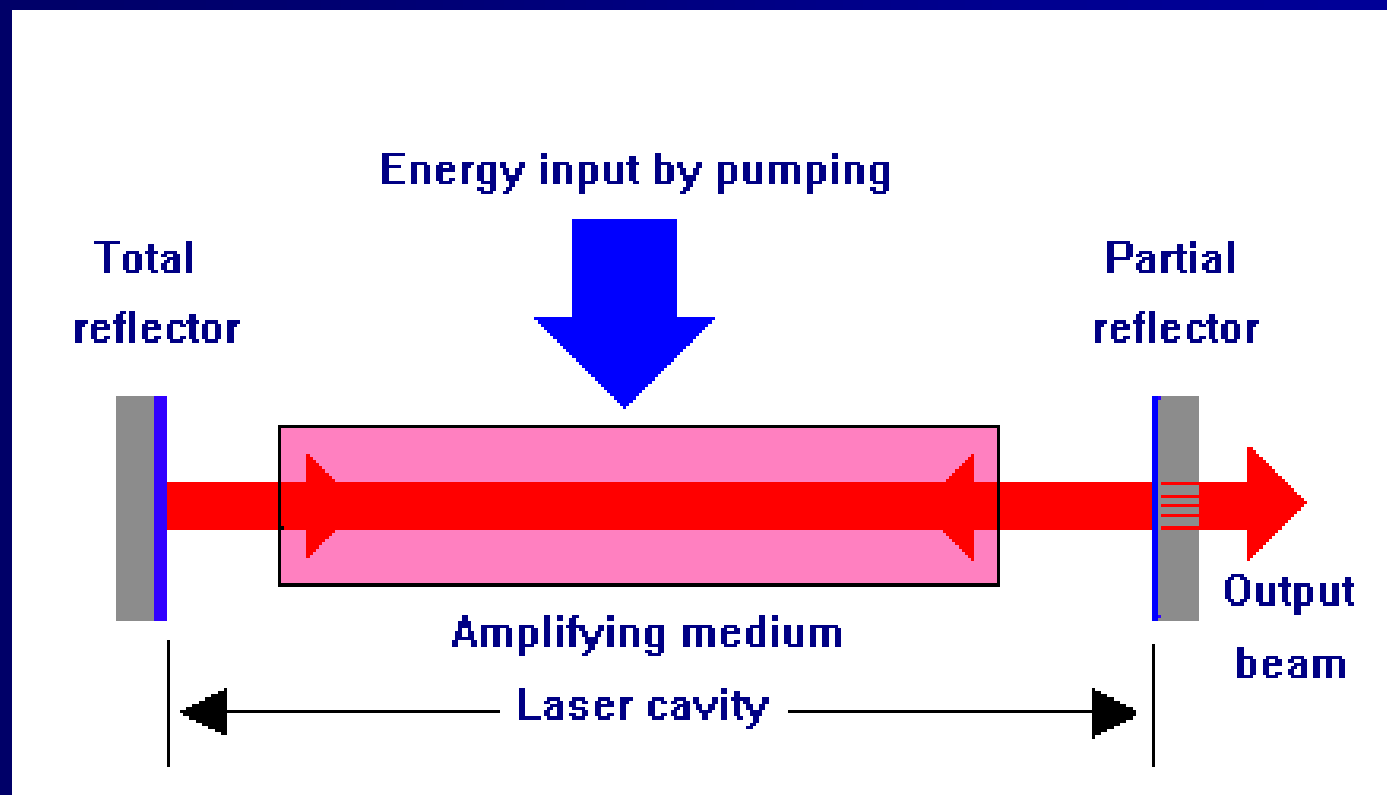 Energy input by pumping
Total
reflector
Partial
reflector
Amplifying medium
Output
beam
Laser cavity